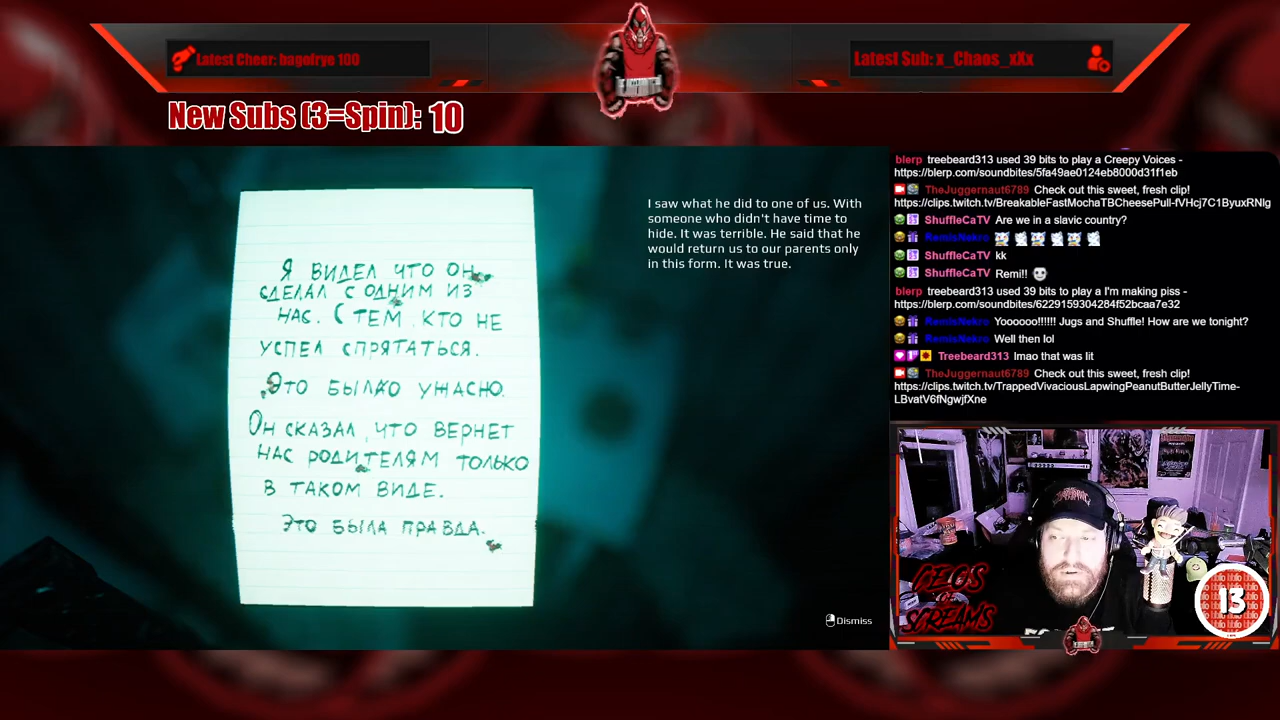 Latest Cheer: bagofrye 100
Latest Sub: x_Chaos_xXx
New Subs (3=Spin): 10
Я ВИДЕЛ ЧТО ОН
СДЕЛАЛ С ОДНИМ ИЗ
НАС. С ТЕМ, КТО НЕ
УСПЕЛ СПРЯТАТЬСЯ.
ЭТО БЫЛО УЖАСНО.
ОН СКАЗАЛ, ЧТО ВЕРНЕТ
НАС РОДИТЕЛЯМ ТОЛЬКО
В ТАКОМ ВИДЕ.
ЭТО БЫЛА ПРАВДА.
I saw what he did to one of us. With
someone who didn't have time to
hide. It was terrible. He said that he
would return us to our parents only
in this form. It was true.
Dismiss
blerp treebeard313 used 39 bits to play a Creepy Voices -
https://blerp.com/soundbites/5fa49ae0124eb8000d31f1eb
TheJuggernaut6789 Check out this sweet, fresh clip!
https://clips.twitch.tv/BreakableFastMochaTBCheesePull-fVHcj7C1ByuxRNlg
ShuffleCaTV Are we in a slavic country?
RemisNekro
ShuffleCaTV kk
ShuffleCaTV Remi!!
blerp treebeard313 used 39 bits to play a I'm making piss -
https://blerp.com/soundbites/6229159304284f52bcaa7e32
RemisNekro Yoooooo!!!!!! Jugs and Shuffle! How are we tonight?
RemisNekro Well then lol
Treebeard313 lmao that was lit
TheJuggernaut6789 Check out this sweet, fresh clip!
https://clips.twitch.tv/TrappedVivaciousLapwingPeanutButterJellyTime-
LBvatV6fNgwjfXne
SCREAMS
13